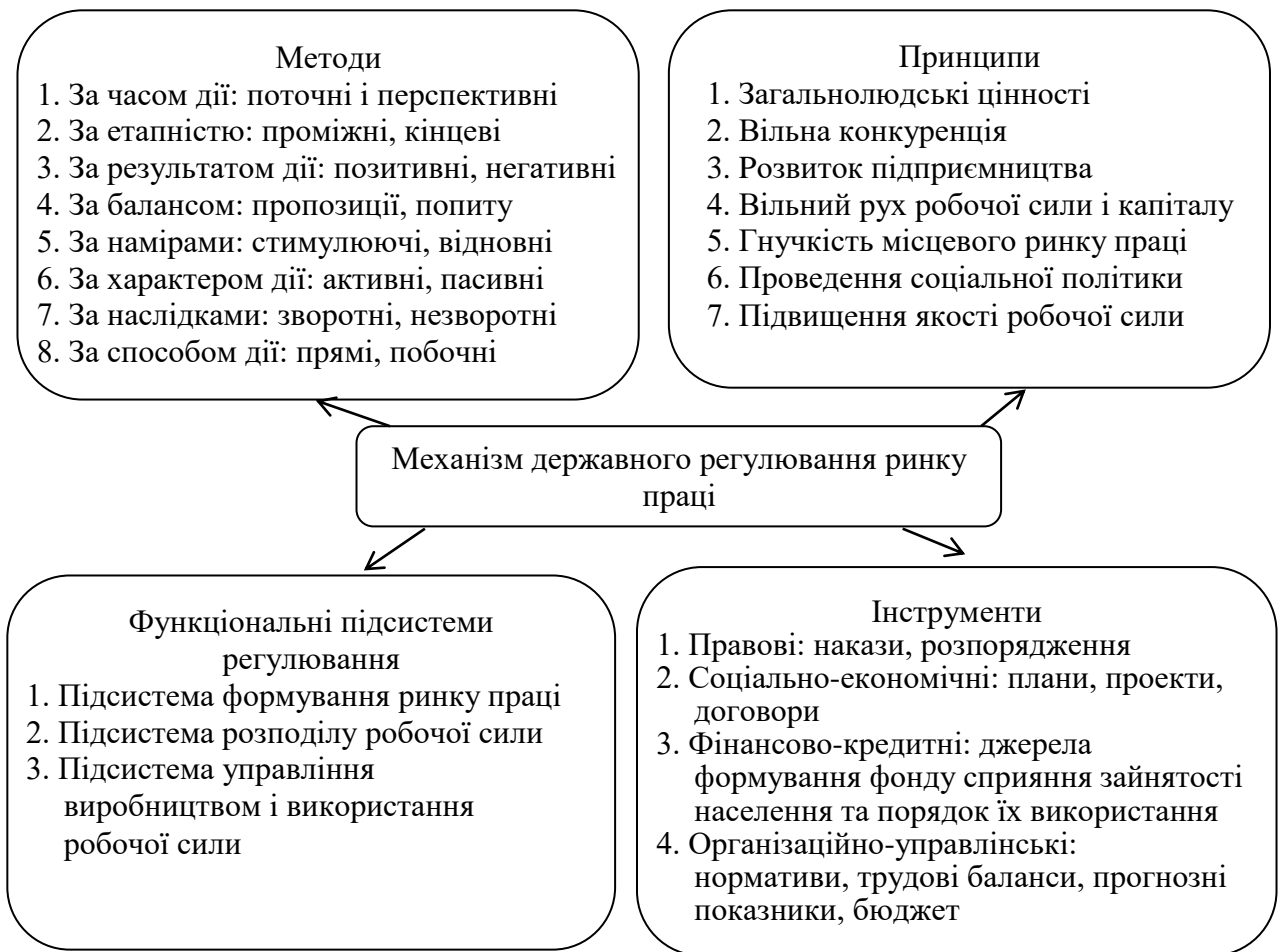 Методи
1. За часом дії: поточні і перспективні
2. За етапністю: проміжні, кінцеві
3. За результатом дії: позитивні, негативні
4. За балансом: пропозиції, попиту
5. За намірами: стимулюючі, відновні
6. За характером дії: активні, пасивні
7. За наслідками: зворотні, незворотні
8. За способом дії: прямі, побочні
Принципи
1. Загальнолюдські цінності
2. Вільна конкуренція
3. Розвиток підприємництва
4. Вільний рух робочої сили і капіталу
5. Гнучкість місцевого ринку праці
6. Проведення соціальної політики
7. Підвищення якості робочої сили
Механізм державного регулювання ринку
праці
Функціональні підсистеми
регулювання
1. Підсистема формування ринку праці
2. Підсистема розподілу робочої сили
3. Підсистема управління
виробництвом і використання
робочої сили
Інструменти
1. Правові: накази, розпорядження
2. Соціально-економічні: плани, проекти,
договори
3. Фінансово-кредитні: джерела
формування фонду сприяння зайнятості
населення та порядок їх використання
4. Організаційно-управлінські:
нормативи, трудові баланси, прогнозні
показники, бюджет